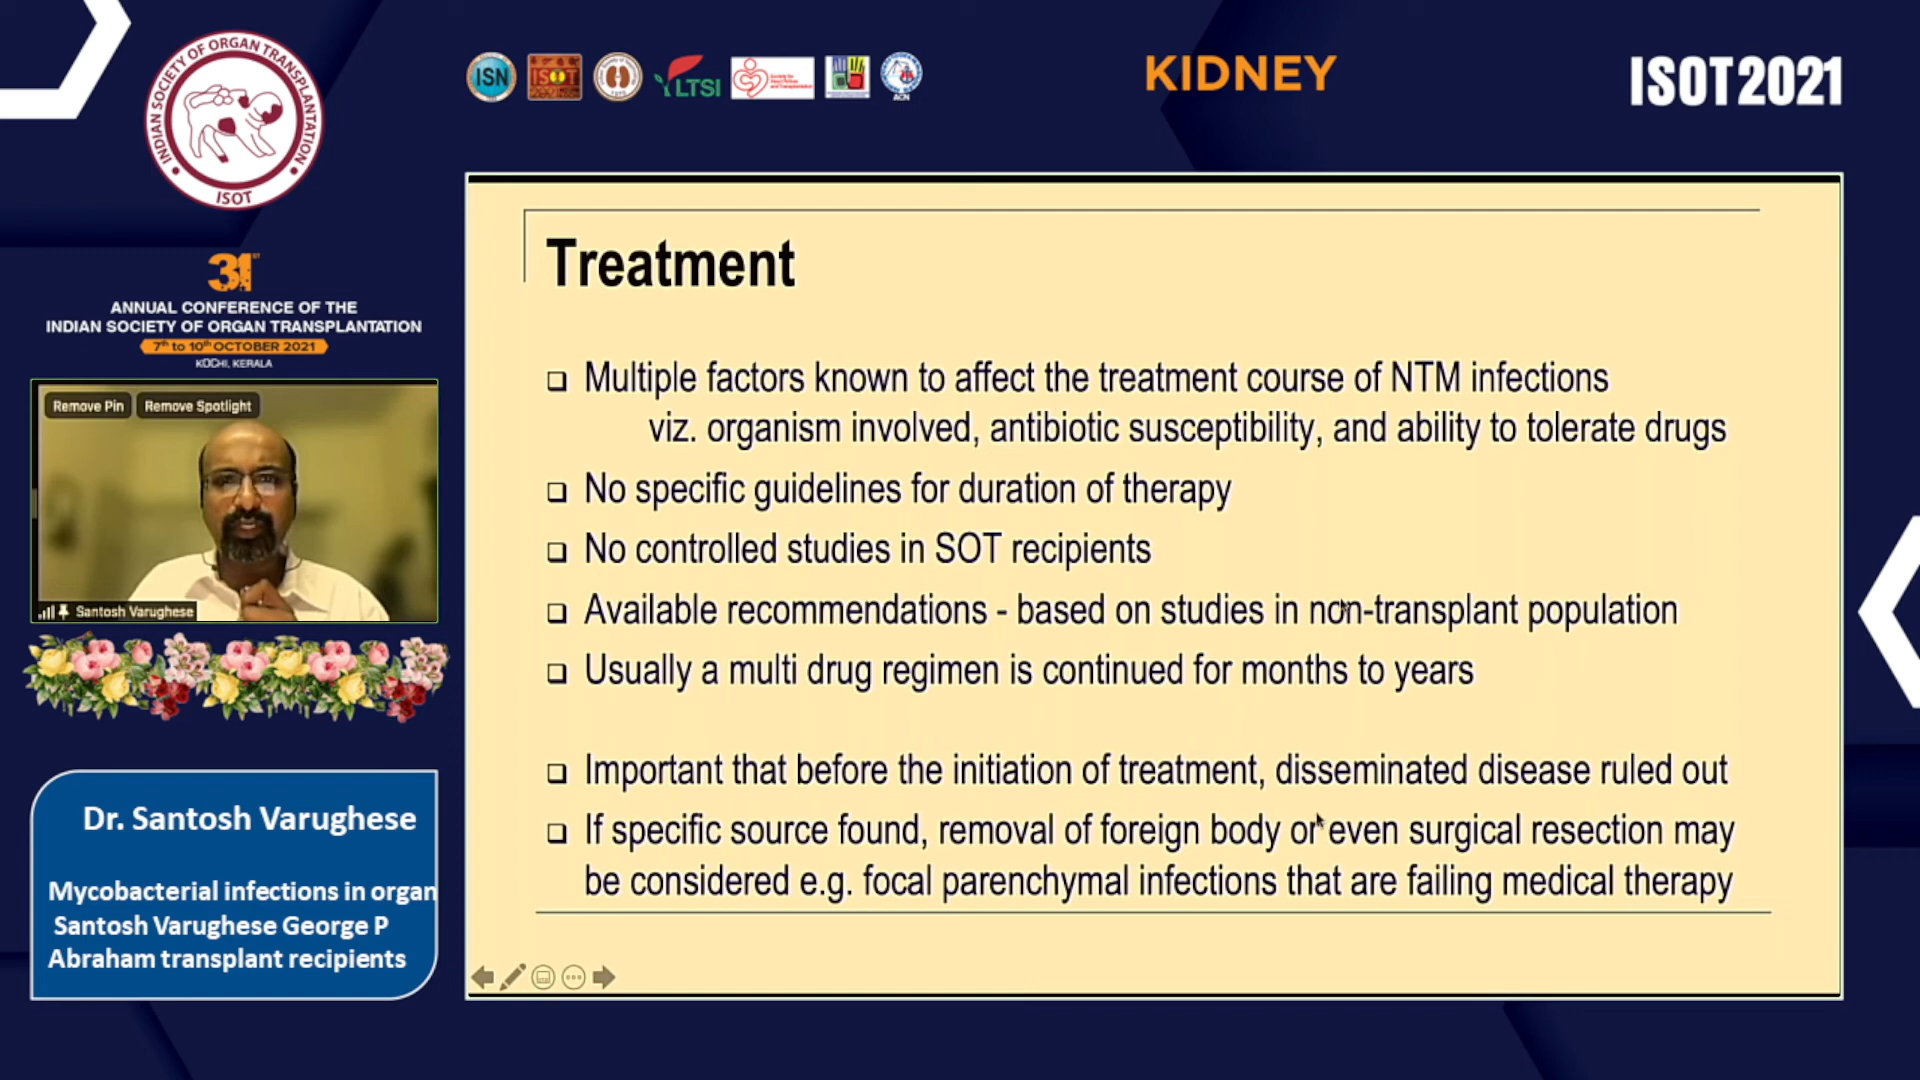 INDIAN SOCIETY OF ORGAN TRANSPLANTATION
ISOT
ISN
ISOT
LTSI
ACN
KIDNEY
ISOT2021
31ST
ANNUAL CONFERENCE OF THE
INDIAN SOCIETY OF ORGAN TRANSPLANTATION
7th to 10th OCTOBER 2021
KOCHI, KERALA
Remove Pin
Remove Spotlight
Santosh Varughese
Dr. Santosh Varughese
Mycobacterial infections in organ
Santosh Varughese George P
Abraham transplant recipients
Treatment
Multiple factors known to affect the treatment course of NTM infections
viz. organism involved, antibiotic susceptibility, and ability to tolerate drugs
No specific guidelines for duration of therapy
No controlled studies in SOT recipients
Available recommendations - based on studies in non-transplant population
Usually a multi drug regimen is continued for months to years
Important that before the initiation of treatment, disseminated disease ruled out
If specific source found, removal of foreign body or even surgical resection may
be considered e.g. focal parenchymal infections that are failing medical therapy